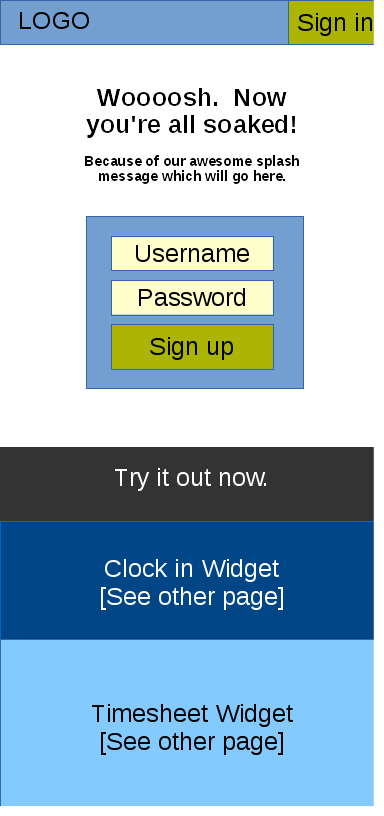 LOGO
Sign in
Woooosh.  Now
you're all soaked!
Because of our awesome splash
message which will go here.
Username
Password
Sign up
Try it out now.
Clock in Widget
[See other page]
Timesheet Widget
[See other page]